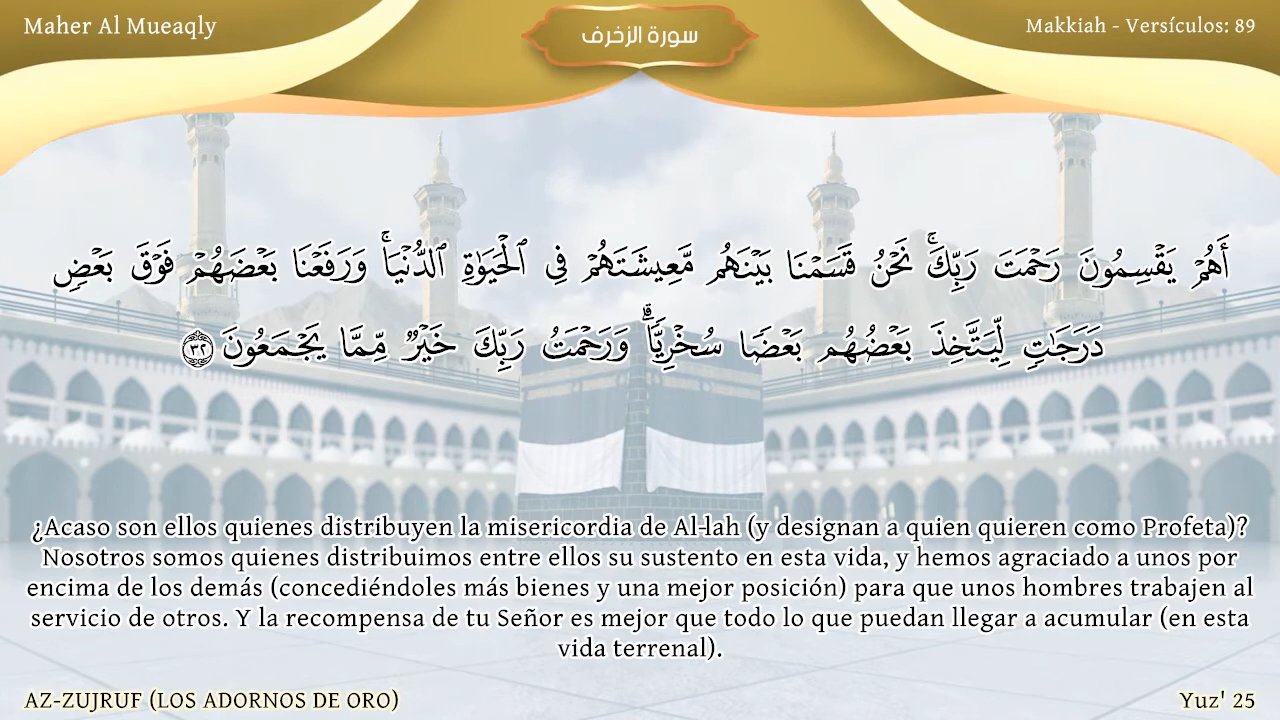 Maher Al Mueaqly
سورة الزخرف
Makkiah - Versículos: 89
أَهُمْ يَقْسِمُونَ رَحْمَتَ رَبِّكَ ۚ نَحْنُ قَسَمْنَا بَيْنَهُم مَّعِيشَتَهُمْ فِي ٱلْحَيَوٰةِ ٱلدُّنْيَا ۚ وَرَفَعْنَا بَعْضَهُمْ فَوْقَ بَعْضٍ
دَرَجَٰتٍ لِّيَتَّخِذَ بَعْضُهُم بَعْضًا سُخْرِيًّا ۗ وَرَحْمَتُ رَبِّكَ خَيْرٌ مِّمَّا يَجْمَعُونَ ٣٢
¿Acaso son ellos quienes distribuyen la misericordia de Al-lah (y designan a quien quieren como Profeta)?
Nosotros somos quienes distribuimos entre ellos su sustento en esta vida, y hemos agraciado a unos por
encima de los demás (concediéndoles más bienes y una mejor posición) para que unos hombres trabajen al
servicio de otros. Y la recompensa de tu Señor es mejor que todo lo que puedan llegar a acumular (en esta
vida terrenal).
AZ-ZUJRUF (LOS ADORNOS DE ORO)
Yuz' 25